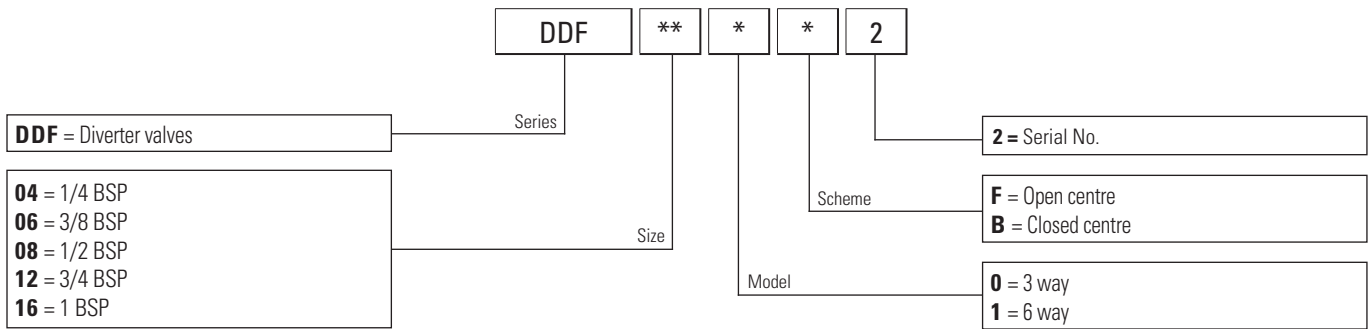 DDF ** * * 2
Series
DDF = Diverter valves
2 = Serial No.
04 = 1/4 BSP
06 = 3/8 BSP
08 = 1/2 BSP
12 = 3/4 BSP
16 = 1 BSP
Size
Scheme
F = Open centre
B = Closed centre
Model
0 = 3 way
1 = 6 way